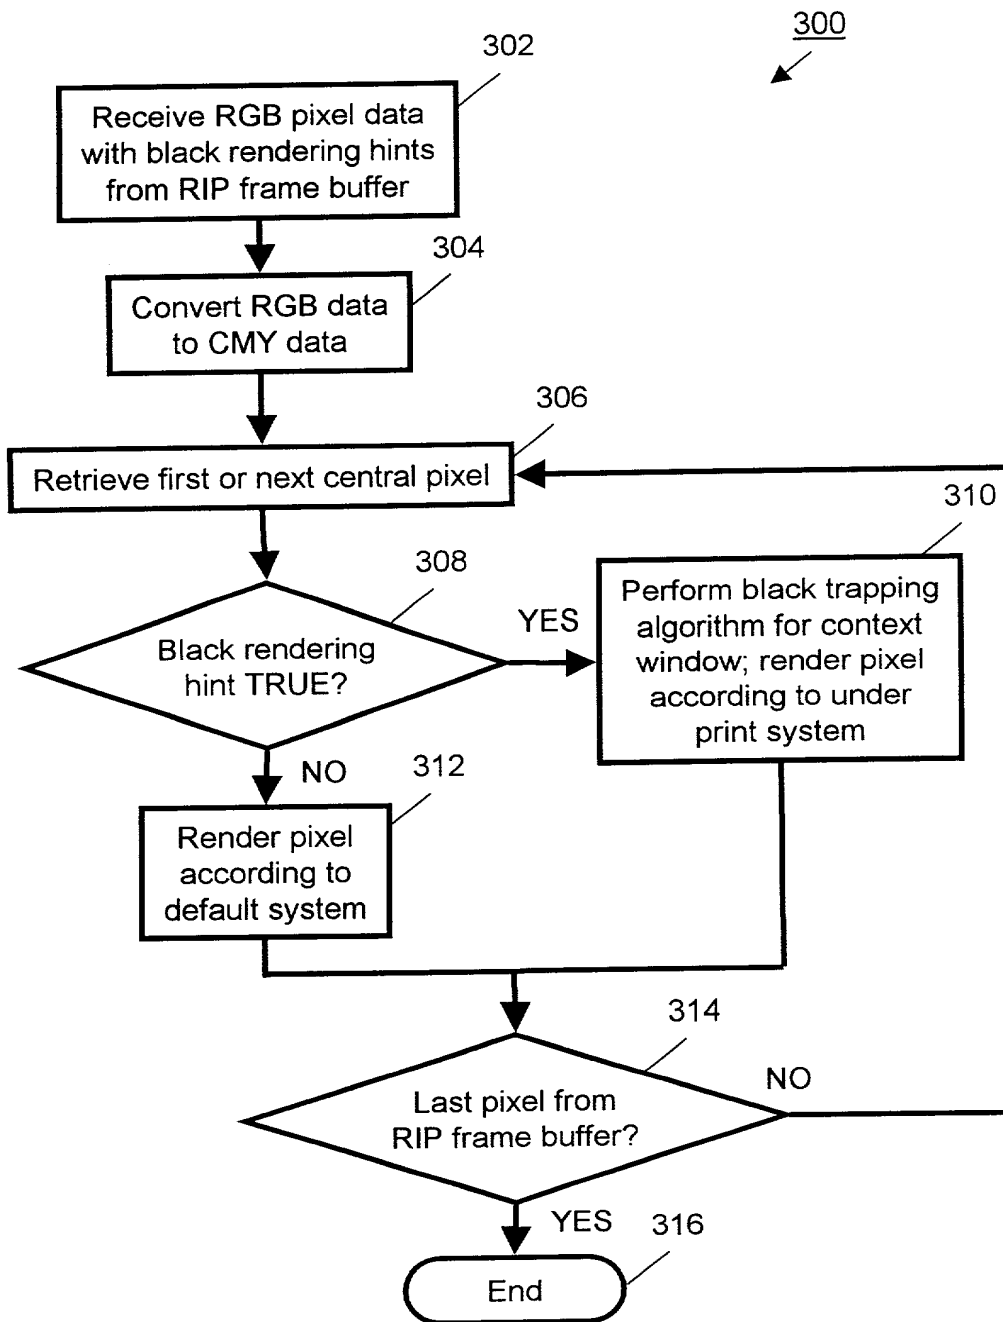 300
302
Receive RGB pixel data
with black rendering hints
from RIP frame buffer
304
Convert RGB data
to CMY data
306
Retrieve first or next central pixel
308
Black rendering
hint TRUE?
YES
310
Perform black trapping
algorithm for context
window; render pixel
according to under
print system
NO
312
Render pixel
according to
default system
314
Last pixel from
RIP frame buffer?
NO
YES
316
End